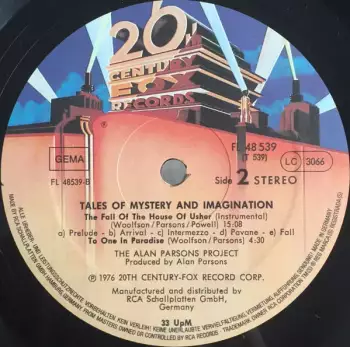 20th
CENTURY
FOX
RECORDS
FL 48 539
(T 539)
GEMA
LC 3066
FL 48539-B
Side 2 STEREO
TALES OF MYSTERY AND IMAGINATION
The Fall Of The House Of Usher (Instrumental)
(Woolfson/Parsons/Powell) 15:08
a) Prelude - b) Arrival - c) Intermezzo - d) Pavane - e) Fall
To One In Paradise (Woolfson/Parsons) 4:30
THE ALAN PARSONS PROJECT
Produced by Alan Parsons
℗ 1976 20TH CENTURY-FOX RECORD CORP.
Manufactured and distributed by
RCA Schallplatten GmbH,
Germany
33 UpM